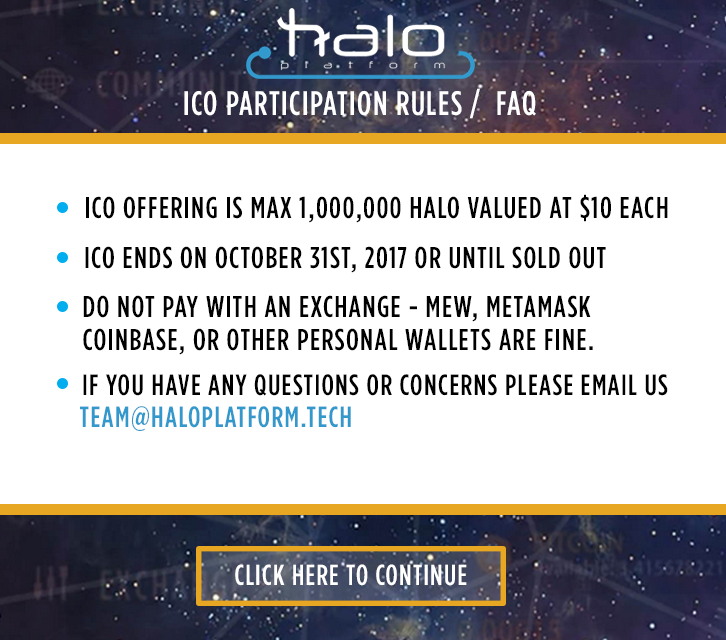 halo
platform
ICO PARTICIPATION RULES / FAQ
ICO OFFERING IS MAX 1,000,000 HALO VALUED AT $10 EACH
ICO ENDS ON OCTOBER 31ST, 2017 OR UNTIL SOLD OUT
DO NOT PAY WITH AN EXCHANGE - MEW, METAMASK
COINBASE, OR OTHER PERSONAL WALLETS ARE FINE.
IF YOU HAVE ANY QUESTIONS OR CONCERNS PLEASE EMAIL US
TEAM@HALOPLATFORM.TECH
CLICK HERE TO CONTINUE